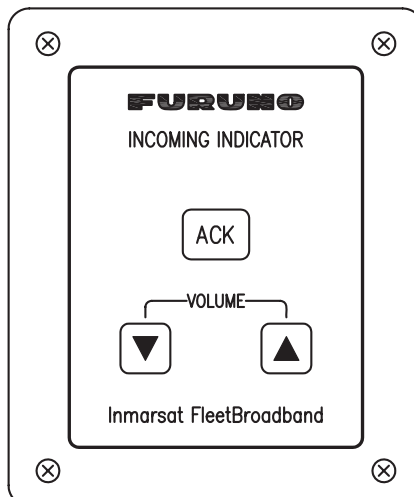 FURUNO
INCOMING INDICATOR
ACK
VOLUME
Inmarsat FleetBroadband